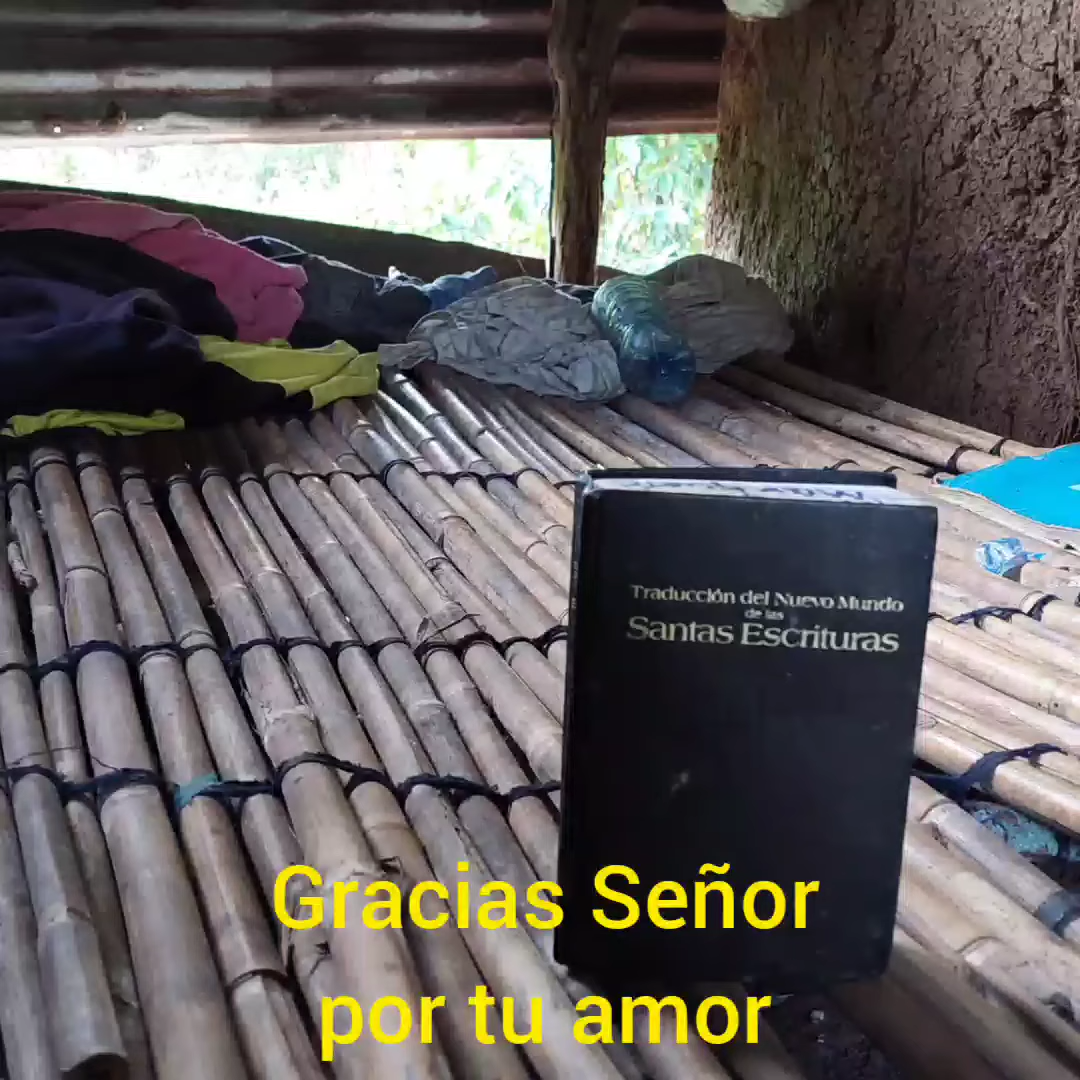 Traducción del Nuevo Mundo
de las
Santas Escrituras
Gracias Señor
por tu amor